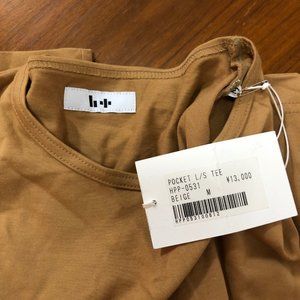 h+
POCKET L/S TEE
HPP-0531 ¥13,000
BEIGE M